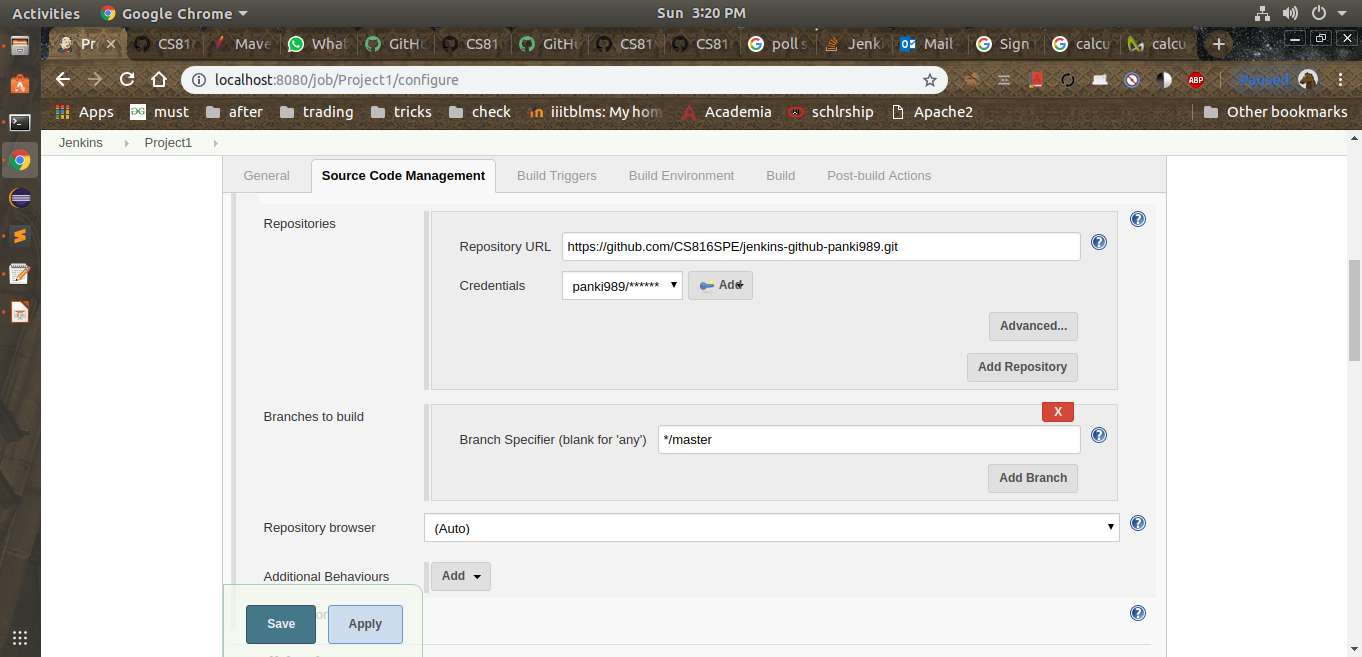 Activities Google Chrome Sun 3:20 PM
Pr CS81 Mave What GitHu CS81 GitHu CS81 CS81 poll s Jenk Mail Sign calcu calcu
localhost:8080/job/Project1/configure ABP Paused
Apps must after trading tricks check iiitblms: My hom Academia schlrship Apache2 Other bookmarks
Jenkins Project1
General Source Code Management Build Triggers Build Environment Build Post-build Actions
Repositories
Repository URL https://github.com/CS816SPE/jenkins-github-panki989.git
Credentials panki989/****** Add
Advanced...
Add Repository
Branches to build X
Branch Specifier (blank for 'any') */master
Add Branch
Repository browser (Auto)
Additional Behaviours Add
Save Apply